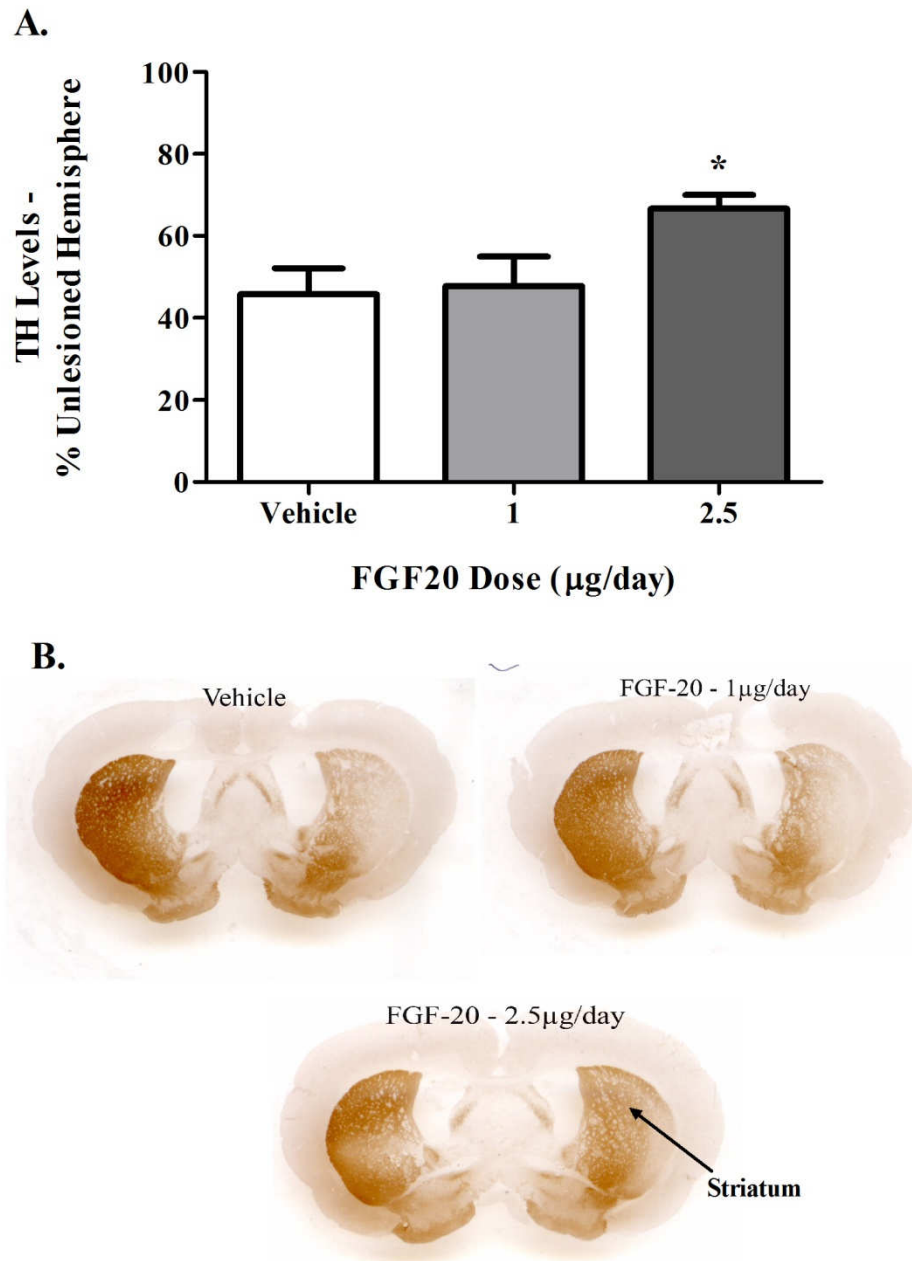 A.
TH Levels -
% Unlesioned Hemisphere
100
80
60
40
20
0
*
Vehicle
1
2.5
FGF20 Dose (μg/day)
B.
Vehicle
FGF-20 - 1μg/day
FGF-20 - 2.5μg/day
Striatum